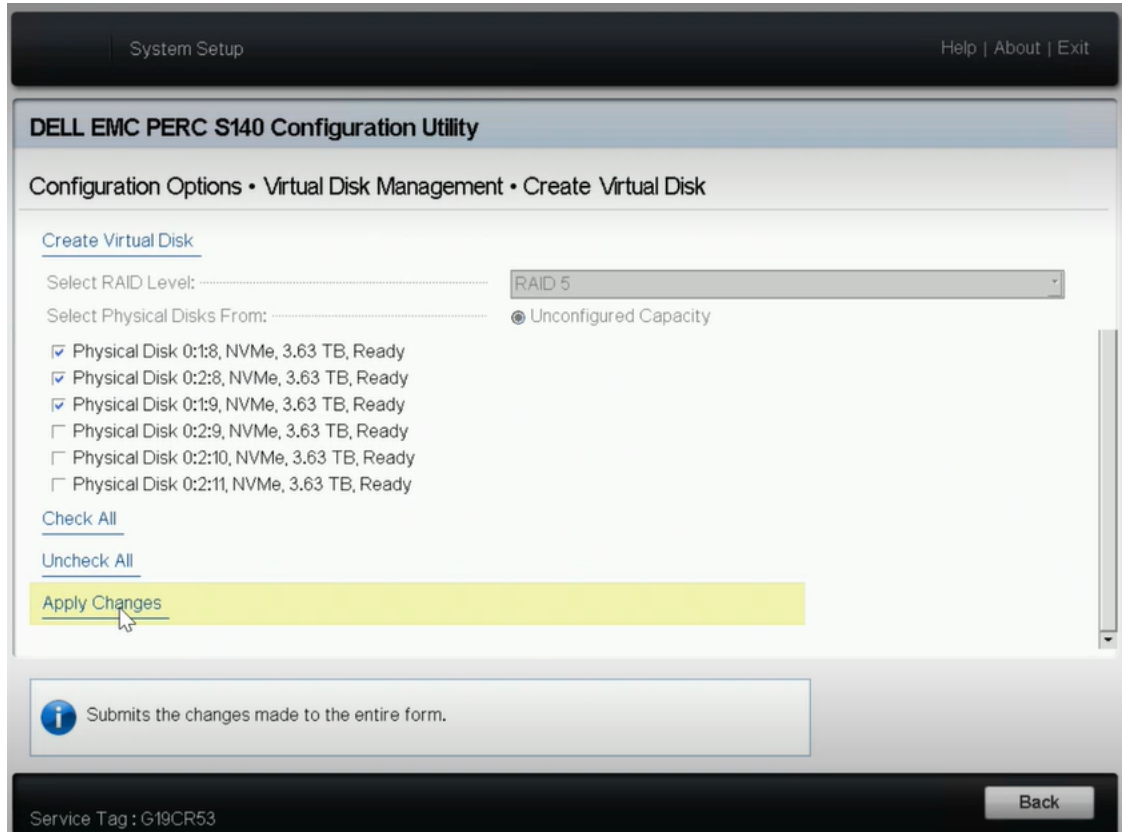 System Setup
Help | About | Exit
DELL EMC PERC S140 Configuration Utility
Configuration Options • Virtual Disk Management • Create Virtual Disk
Create Virtual Disk
Select RAID Level: RAID 5
Select Physical Disks From: Unconfigured Capacity
Physical Disk 0:1:8, NVMe, 3.63 TB, Ready
Physical Disk 0:2:8, NVMe, 3.63 TB, Ready
Physical Disk 0:1:9, NVMe, 3.63 TB, Ready
Physical Disk 0:2:9, NVMe, 3.63 TB, Ready
Physical Disk 0:2:10, NVMe, 3.63 TB, Ready
Physical Disk 0:2:11, NVMe, 3.63 TB, Ready
Check All
Uncheck All
Apply Changes
Submits the changes made to the entire form.
Service Tag : G19CR53
Back